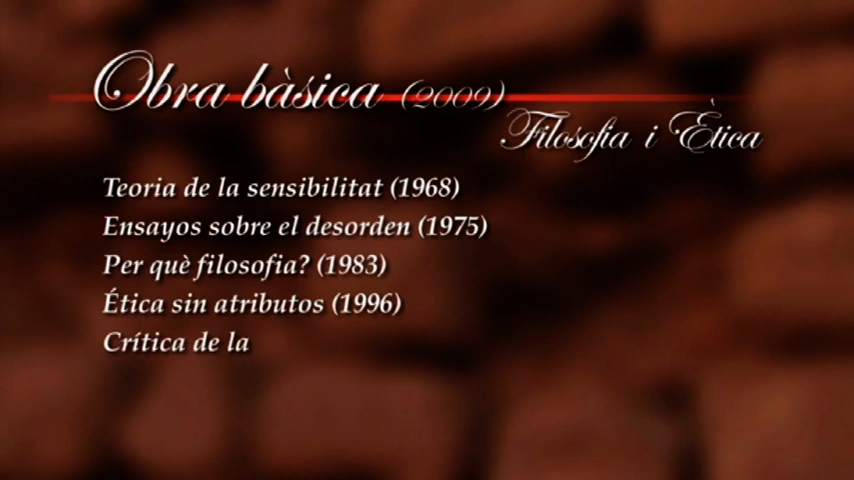 Obra bàsica (2009)
Filosofia i Ètica
Teoria de la sensibilitat (1968)
Ensayos sobre el desorden (1975)
Per què filosofia? (1983)
Ética sin atributos (1996)
Crítica de la